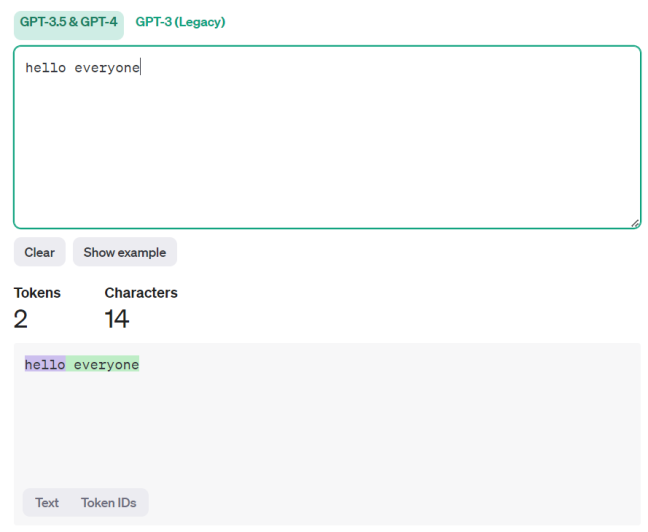 GPT-3.5 & GPT-4 GPT-3 (Legacy)
hello everyone
Clear Show example
Tokens Characters
2 14
hello everyone
Text Token IDs